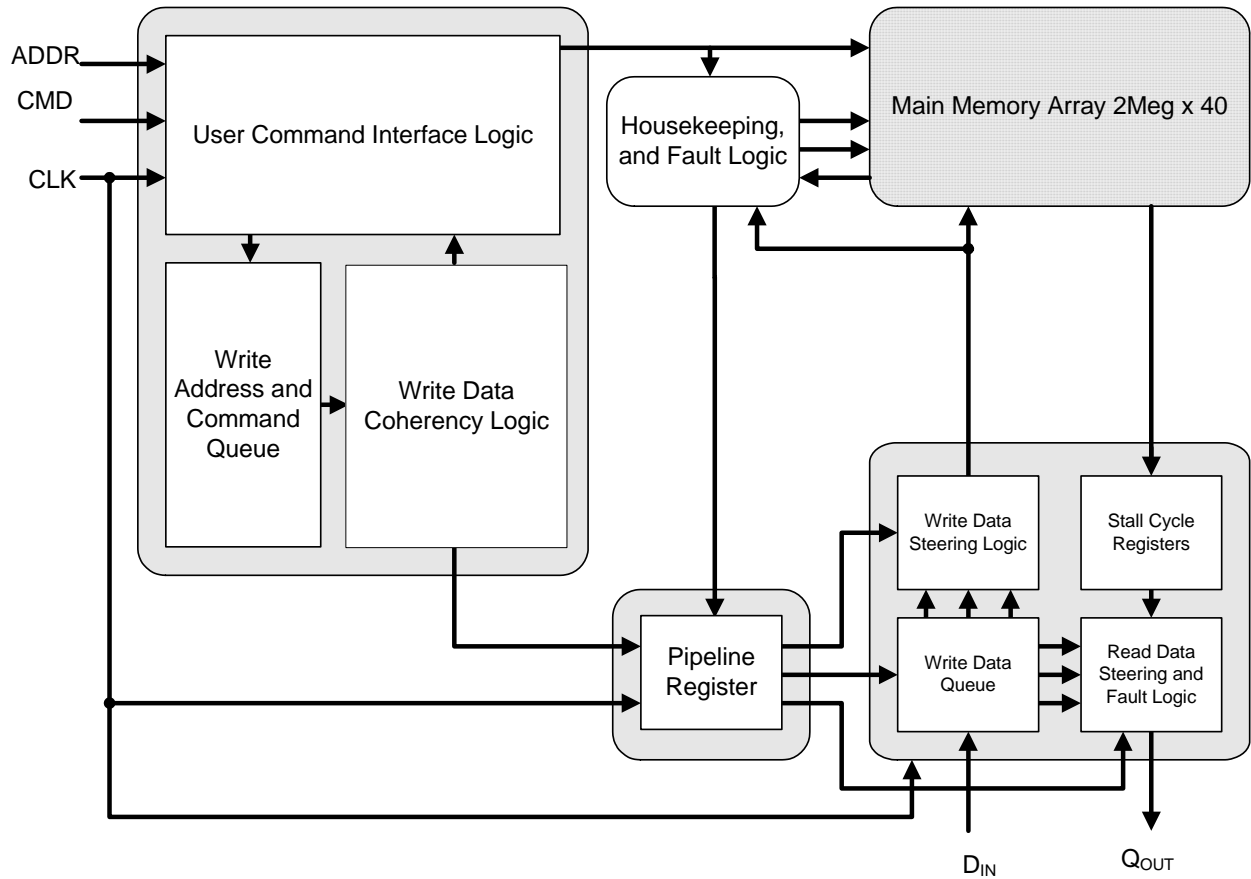 ADDR
CMD
CLK
User Command Interface Logic
Housekeeping,
and Fault Logic
Main Memory Array 2Meg x 40
Write
Address and
Command
Queue
Write Data
Coherency Logic
Write Data
Steering Logic
Stall Cycle
Registers
Pipeline
Register
Write Data
Queue
Read Data
Steering and
Fault Logic
DIN
QOUT